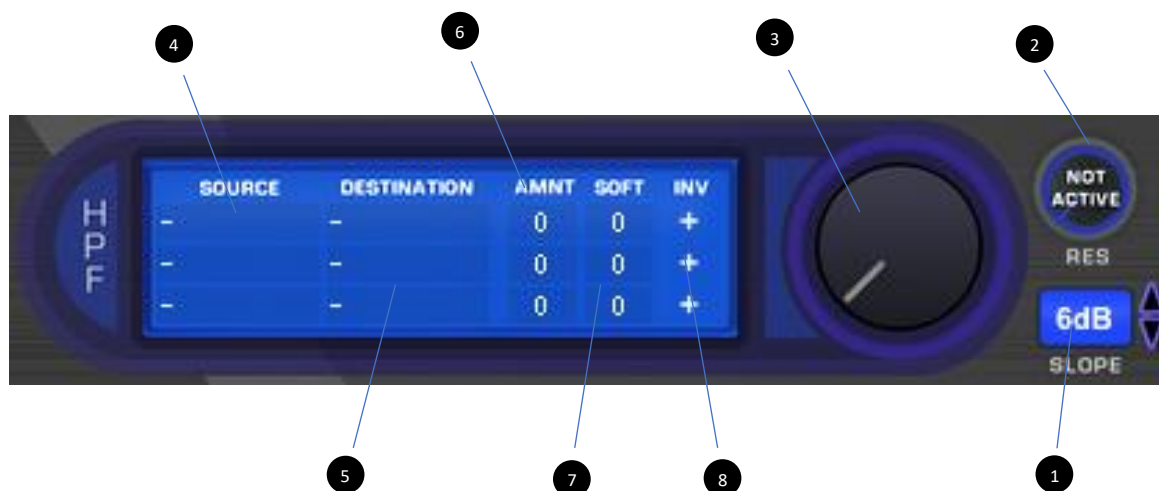 4
6
3
2
HPF
SOURCE DESTINATION AMNT SOFT INV
- - 0 0 +
- - 0 0 +
- - 0 0 +
NOT
ACTIVE
RES
6dB
SLOPE
5
7
8
1